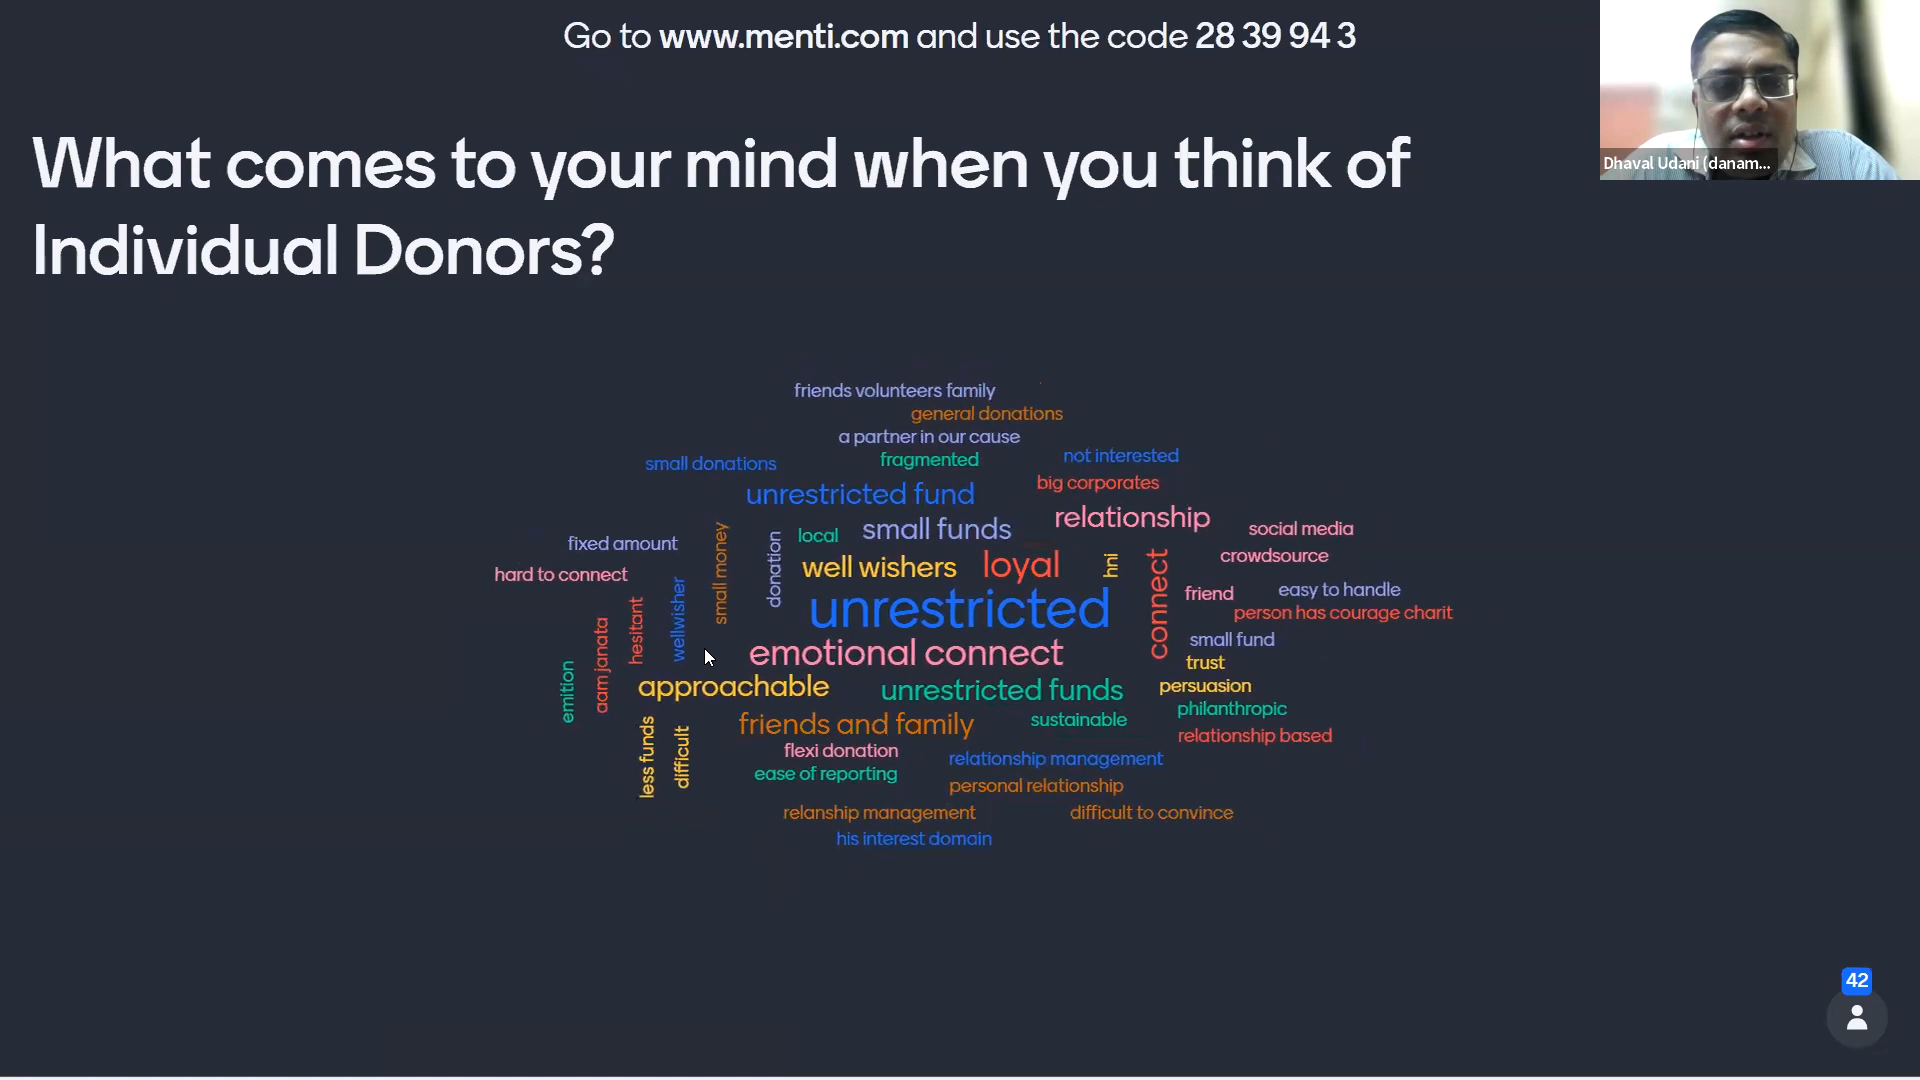 Go to www.menti.com and use the code 28 39 94 3
Dhaval Udani (danam...
What comes to your mind when you think of
Individual Donors?
friends volunteers family
general donations
a partner in our cause
small donations
fragmented
not interested
unrestricted fund
big corporates
small money
donation
local
small funds
relationship
social media
fixed amount
crowdsource
hard to connect
well wishers
loyal
hni
connect
friend
easy to handle
emition
aam janata
hesitant
wellwisher
unrestricted
person has courage charit
small fund
emotional connect
trust
approachable
unrestricted funds
persuasion
philanthropic
less funds
difficult
friends and family
sustainable
relationship based
flexi donation
relationship management
ease of reporting
personal relationship
relanship management
difficult to convince
his interest domain
42